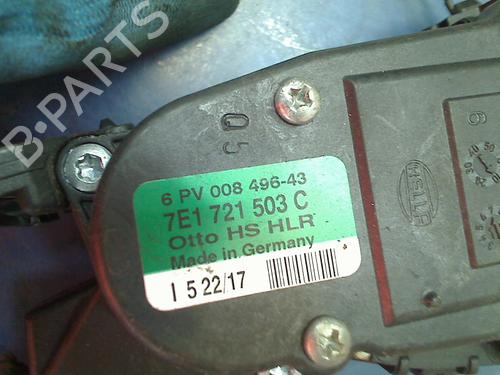 B-PARTS
Q 5
6 PV 008 496-43
7E1 721 503 C
Otto HS HLR
Made in Germany
I 5 22/17
HELLA